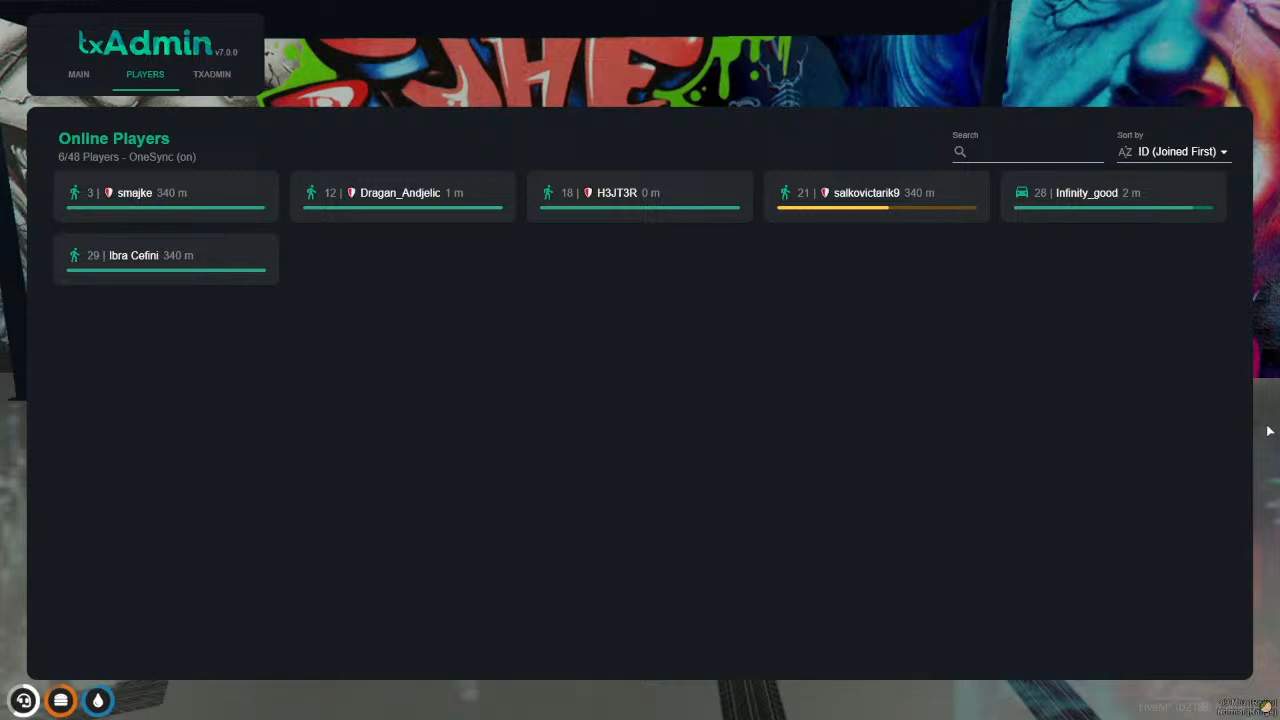 txAdmin v7.0.0
MAIN PLAYERS TXADMIN
Online Players
6/48 Players - OneSync (on)
Search
Sort by
ID (Joined First)
3 | smajke 340 m
12 | Dragan_Andjelic 1 m
18 | H3JT3R 0 m
21 | salkovictarik9 340 m
28 | Infinity_good 2 m
29 | Ibra Cefini 340 m